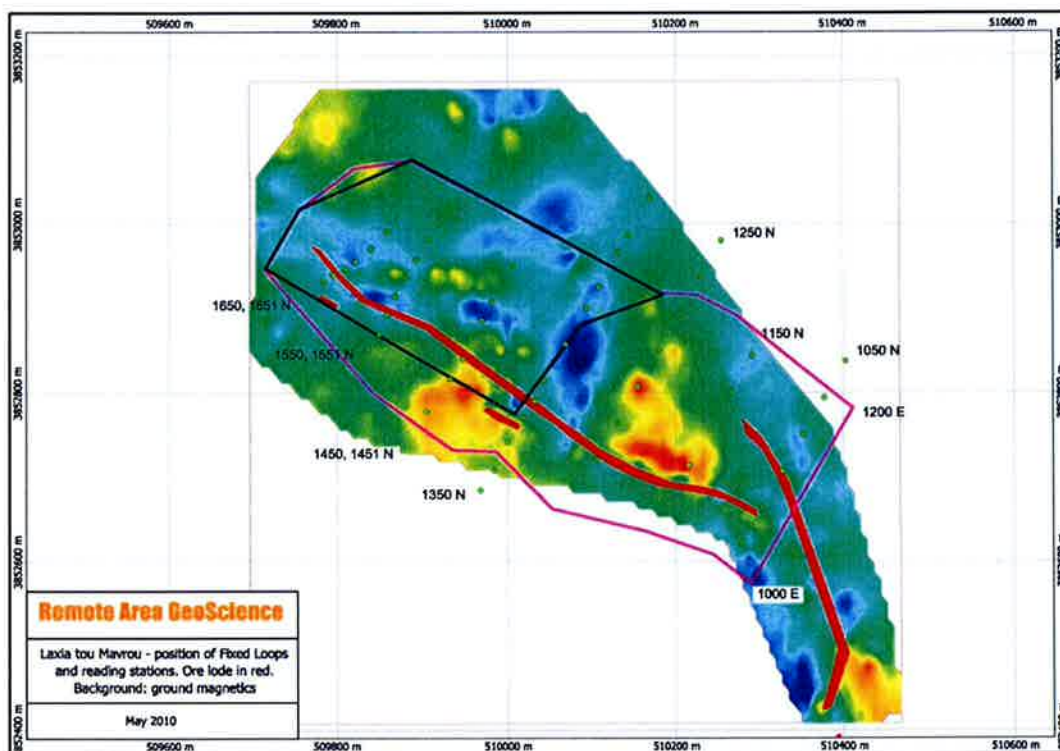 509600 m 509800 m 510000 m 510200 m 510400 m 510600 m
3853200 m
3853000 m
3852800 m
3852600 m
3852400 m
1250 N
1650, 1651 N
1150 N
1050 N
1550, 1551 N
1200 E
1450, 1451 N
1350 N
1000 E
Remote Area GeoScience
Laxia tou Mavrou - position of Fixed Loops
and reading stations. Ore lode in red.
Background: ground magnetics
May 2010
509600 m 509800 m 510000 m 510200 m 510400 m 510600 m